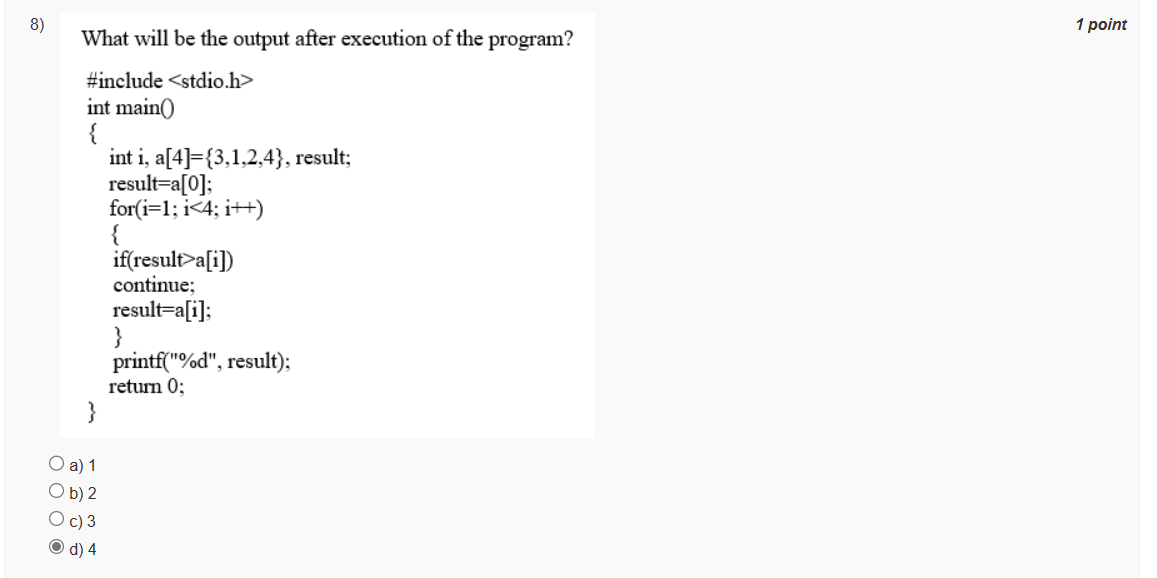 8)
1 point
What will be the output after execution of the program?
#include <stdio.h>
int main()
{
int i, a[4]={3,1,2,4}, result;
result=a[0];
for(i=1; i<4; i++)
{
if(result>a[i])
continue;
result=a[i];
}
printf("%d", result);
return 0;
}
a) 1
b) 2
c) 3
d) 4